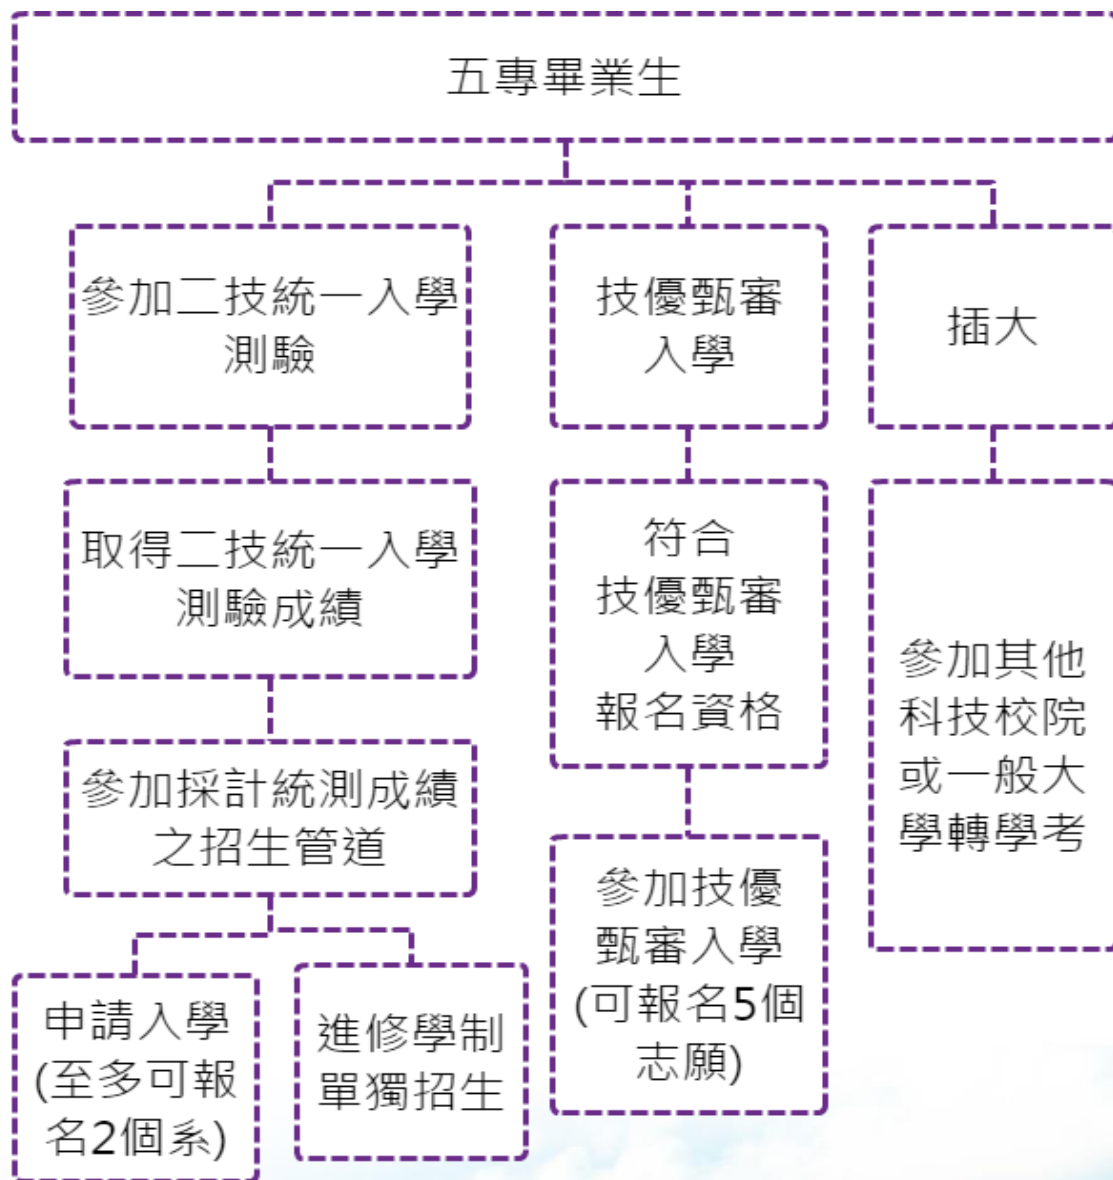 五專畢業生
參加二技統一入學
測驗
技優甄審
入學
插大
取得二技統一入學
測驗成績
符合
技優甄審
入學
報名資格
參加其他
科技校院
或一般大
學轉學考
參加採計統測成績
之招生管道
參加技優
甄審入學
(可報名5個
志願)
申請入學
(至多可報
名2個系)
進修學制
單獨招生